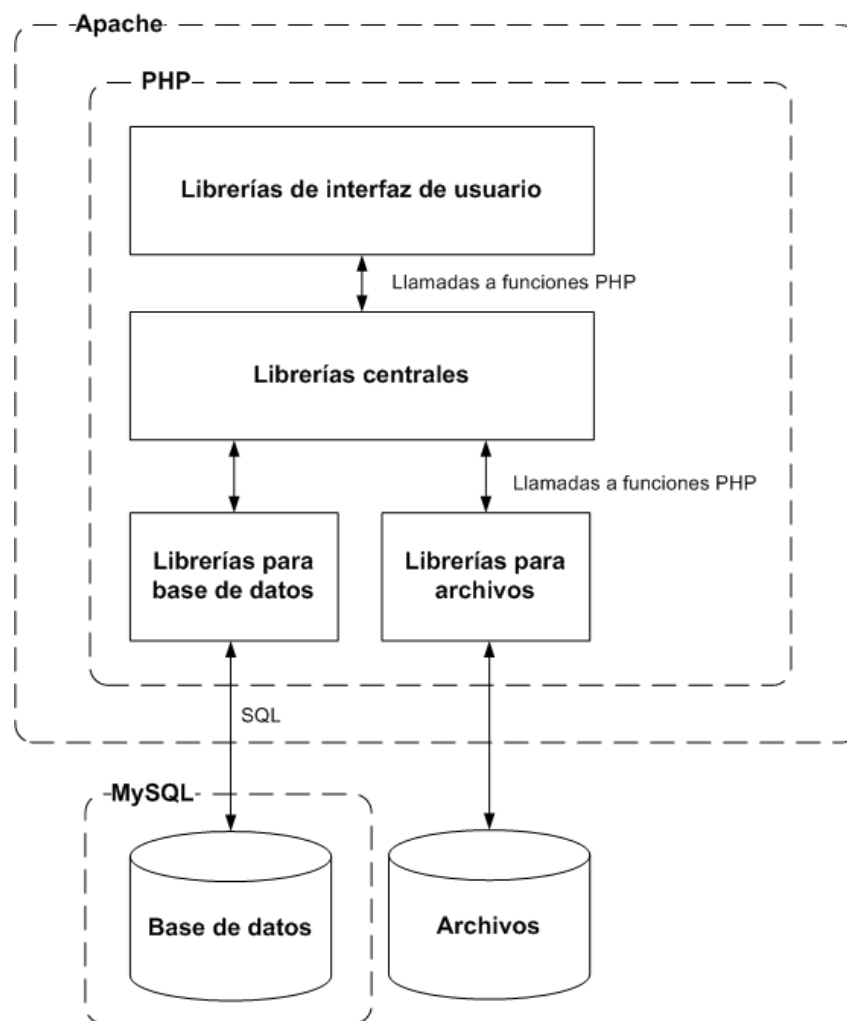 Apache
PHP
Librerías de interfaz de usuario
Llamadas a funciones PHP
Librerías centrales
Llamadas a funciones PHP
Librerías para
base de datos
Librerías para
archivos
SQL
MySQL
Base de datos
Archivos